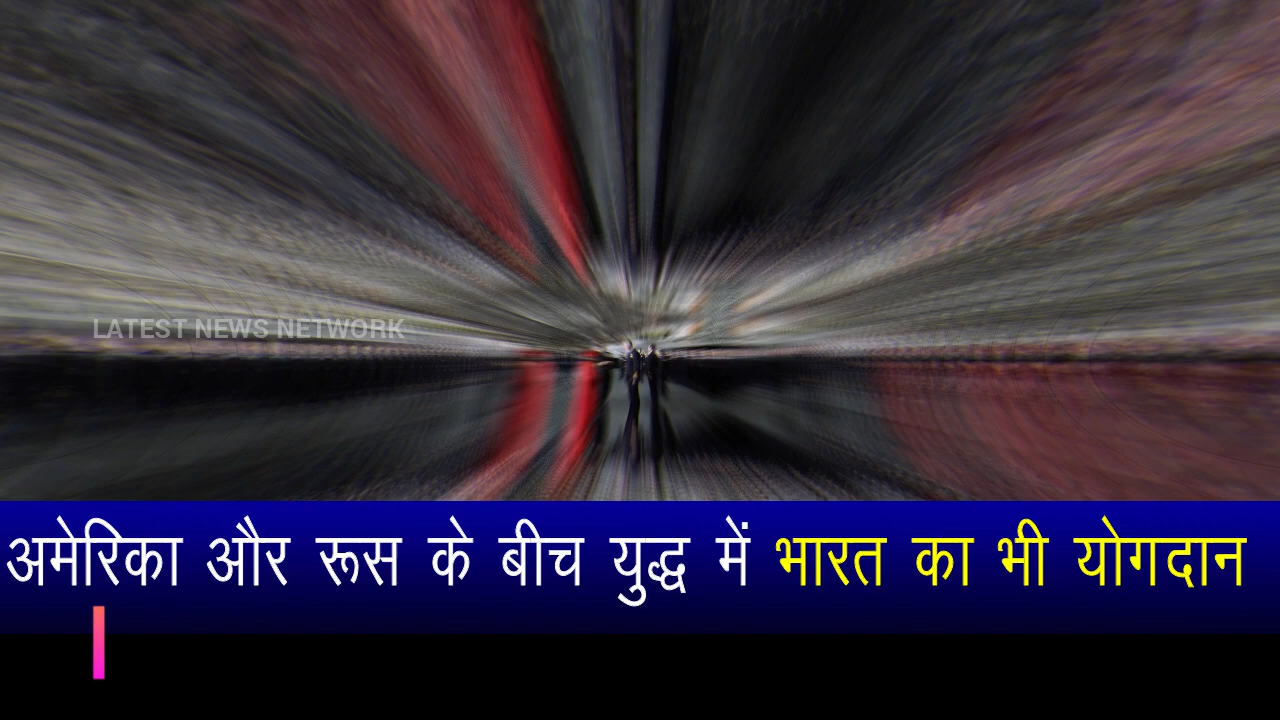 LATEST NEWS NETWORK
अमेरिका और रूस के बीच युद्ध में भारत का भी योगदान